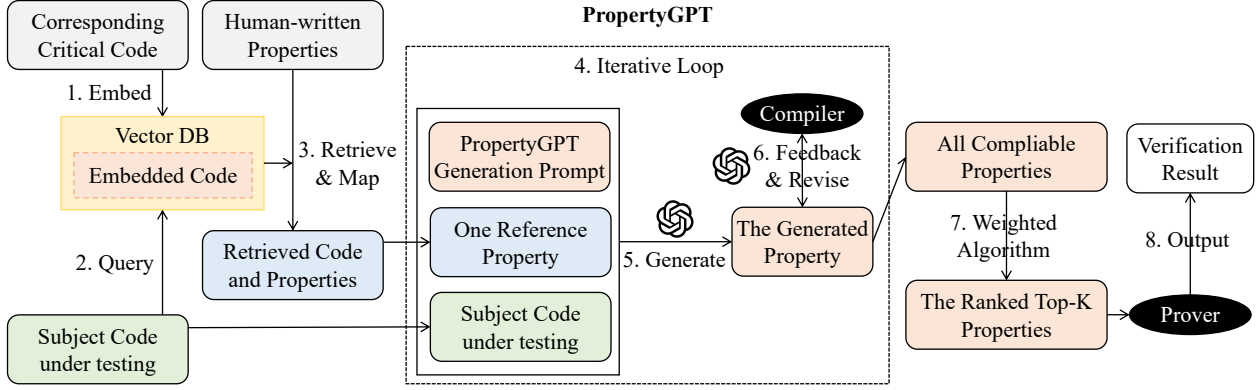 PropertyGPT
Corresponding
Critical Code
Human-written
Properties
1. Embed
Vector DB
Embedded Code
2. Query
Subject Code
under testing
3. Retrieve
& Map
Retrieved Code
and Properties
4. Iterative Loop
PropertyGPT
Generation Prompt
One Reference
Property
Subject Code
under testing
5. Generate
Compiler
6. Feedback
& Revise
The Generated
Property
All Compliable
Properties
7. Weighted
Algorithm
The Ranked Top-K
Properties
Verification
Result
8. Output
Prover